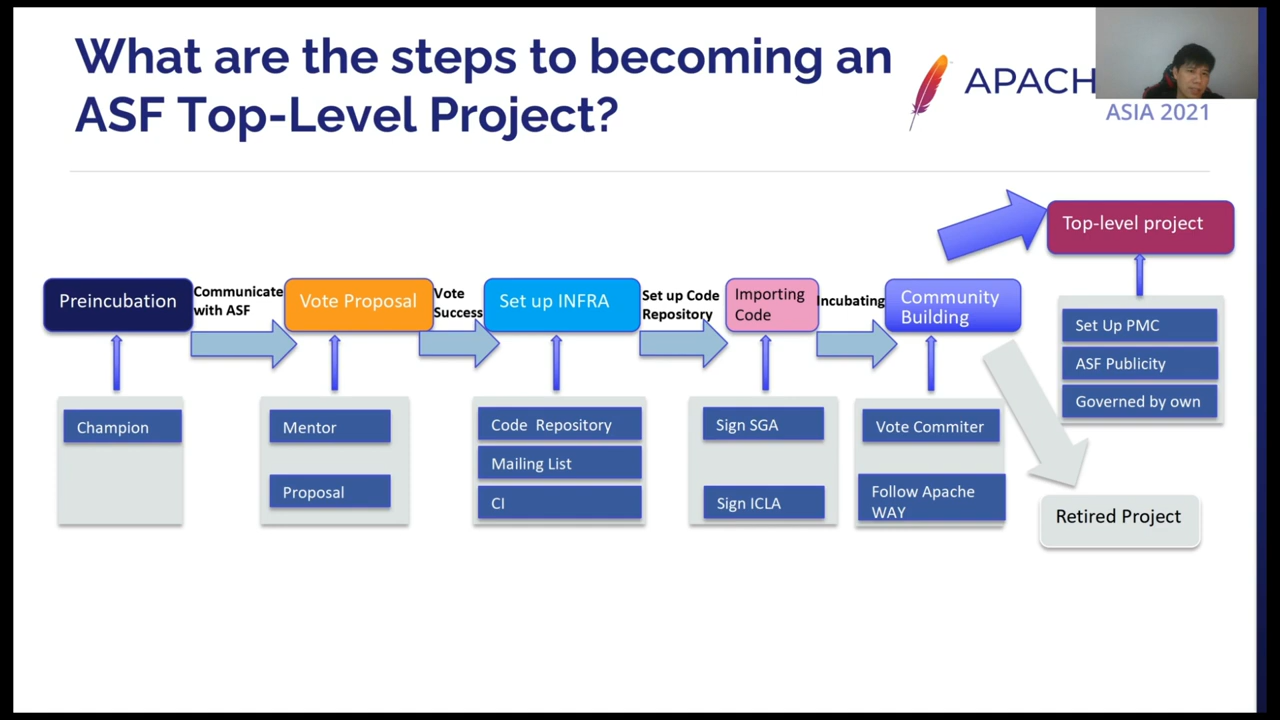 What are the steps to becoming an
ASF Top-Level Project?
APACH
ASIA 2021
Top-level project
Preincubation
Communicate
with ASF
Vote Proposal
Vote
Success
Set up INFRA
Set up Code
Repository
Importing
Code
Incubating
Community
Building
Set Up PMC
ASF Publicity
Governed by own
Champion
Mentor
Proposal
Code Repository
Mailing List
CI
Sign SGA
Sign ICLA
Vote Commiter
Follow Apache
WAY
Retired Project